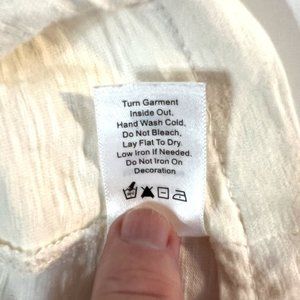 Turn Garment
Inside Out,
Hand Wash Cold,
Do Not Bleach,
Lay Flat To Dry.
Low Iron If Needed.
Do Not Iron On
Decoration